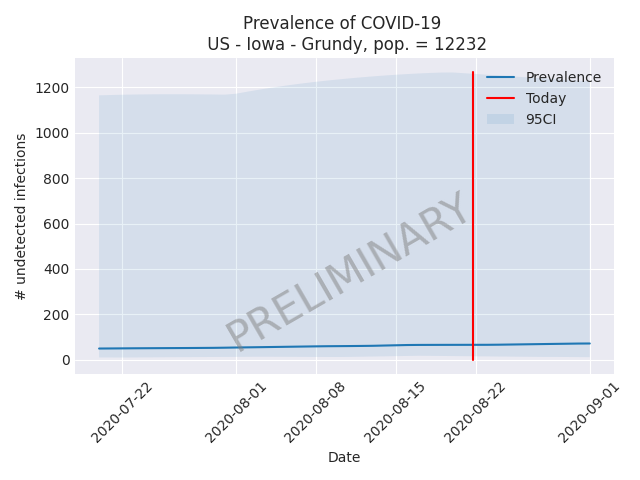 Prevalence of COVID-19
US - Iowa - Grundy, pop. = 12232
Prevalence
Today
95CI
1200
1000
800
600
400
200
0
# undetected infections
PRELIMINARY
2020-07-22
2020-08-01
2020-08-08
2020-08-15
2020-08-22
2020-09-01
Date